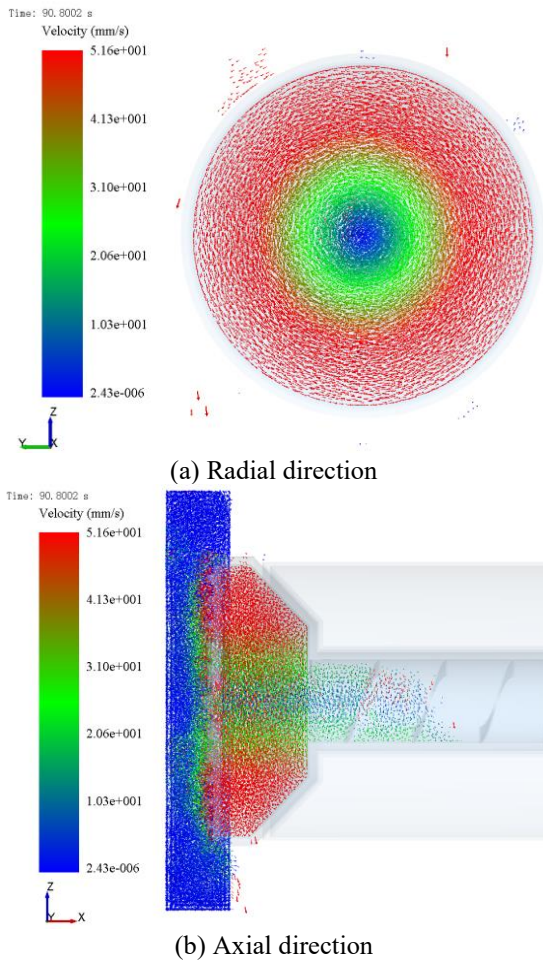 Time: 90.8002 s
Velocity (mm/s)
5.16e+001
4.13e+001
3.10e+001
2.06e+001
1.03e+001
2.43e-006
Z
Y X
(a) Radial direction
Time: 90.8002 s
Velocity (mm/s)
5.16e+001
4.13e+001
3.10e+001
2.06e+001
1.03e+001
2.43e-006
Z
Y X
(b) Axial direction